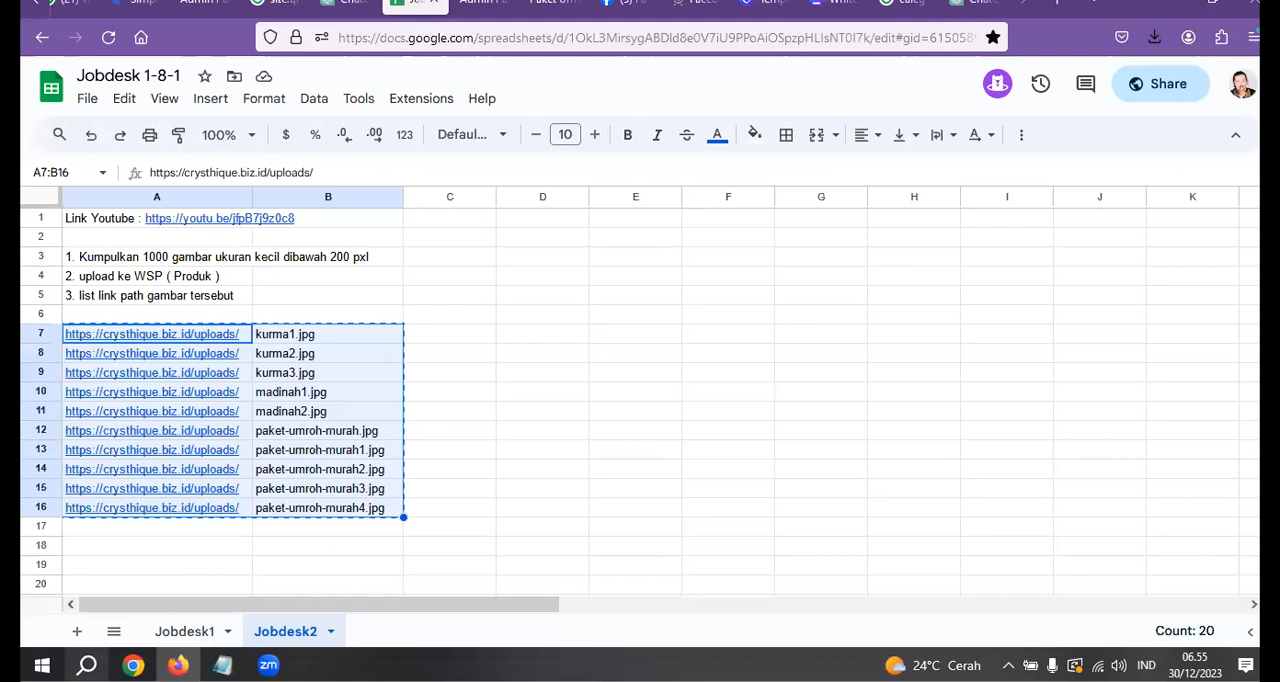 https://docs.google.com/spreadsheets/d/1OkL3MirsygABDId8e0V7iU9PPoAiOSpzpHLIsNT0I7k/edit#gid=615058
Jobdesk 1-8-1
File Edit View Insert Format Data Tools Extensions Help
Share
100% $ % .0 .00 123 Defaul... 10 B I A
A7:B16 fx https://crysthique.biz.id/uploads/
A B C D E F G H I J K
1 Link Youtube : https://youtu.be/jfpB7j9z0c8
2
3 1. Kumpulkan 1000 gambar ukuran kecil dibawah 200 pxl
4 2. upload ke WSP ( Produk )
5 3. list link path gambar tersebut
6
7 https://crysthique.biz.id/uploads/ kurma1.jpg
8 https://crysthique.biz.id/uploads/ kurma2.jpg
9 https://crysthique.biz.id/uploads/ kurma3.jpg
10 https://crysthique.biz.id/uploads/ madinah1.jpg
11 https://crysthique.biz.id/uploads/ madinah2.jpg
12 https://crysthique.biz.id/uploads/ paket-umroh-murah.jpg
13 https://crysthique.biz.id/uploads/ paket-umroh-murah1.jpg
14 https://crysthique.biz.id/uploads/ paket-umroh-murah2.jpg
15 https://crysthique.biz.id/uploads/ paket-umroh-murah3.jpg
16 https://crysthique.biz.id/uploads/ paket-umroh-murah4.jpg
17
18
19
20
Jobdesk1 Jobdesk2 Count: 20
zm 24°C Cerah IND 06.55
30/12/2023